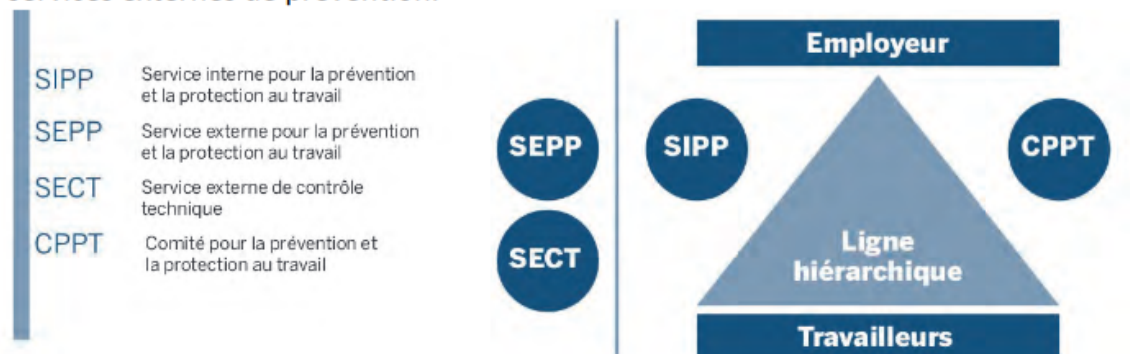 SIPP Service interne pour la prévention
et la protection au travail
SEPP Service externe pour la prévention
et la protection au travail
SECT Service externe de contrôle
technique
CPPT Comité pour la prévention et
la protection au travail
SEPP
SECT
Employeur
SIPP
CPPT
Ligne
hiérarchique
Travailleurs